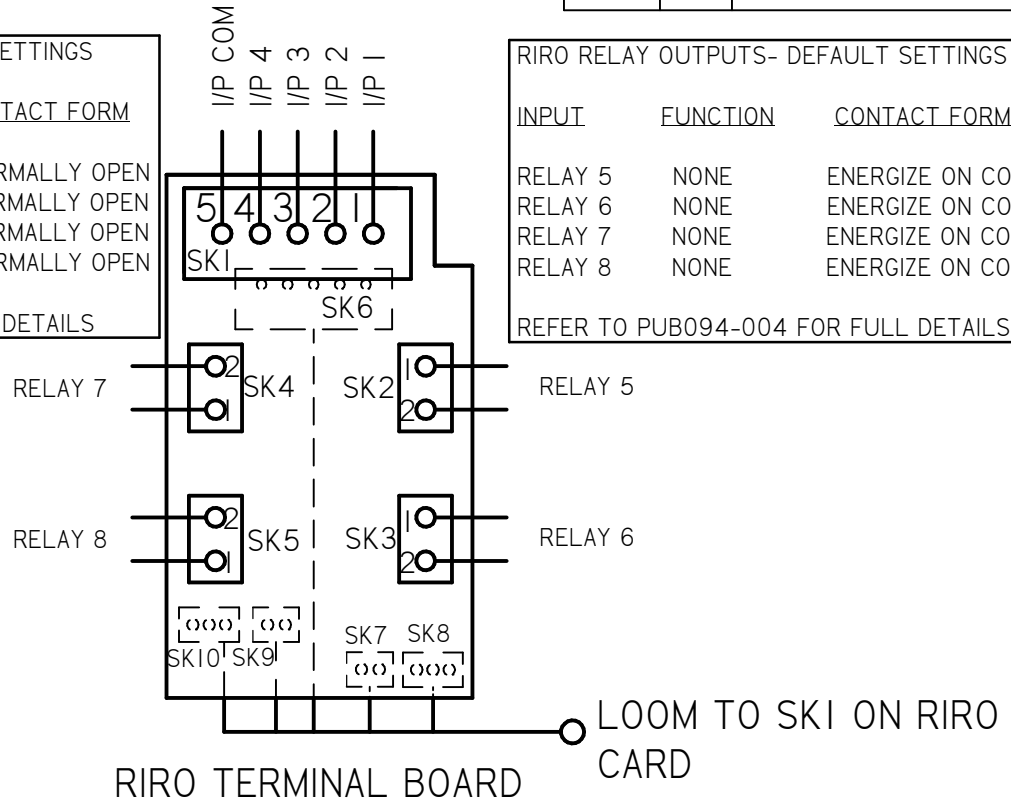 ETTINGS
TACT FORM
RMALLY OPEN
RMALLY OPEN
RMALLY OPEN
RMALLY OPEN
DETAILS
I/P COM
I/P 4
I/P 3
I/P 2
I/P 1
RIRO RELAY OUTPUTS- DEFAULT SETTINGS
INPUT FUNCTION CONTACT FORM
RELAY 5 NONE ENERGIZE ON CO
RELAY 6 NONE ENERGIZE ON CO
RELAY 7 NONE ENERGIZE ON CO
RELAY 8 NONE ENERGIZE ON CO
REFER TO PUB094-004 FOR FULL DETAILS
5 4 3 2 1
SK1
SK6
RELAY 7
2
1
SK4
SK2
1
2
RELAY 5
RELAY 8
2
1
SK5
SK3
1
2
RELAY 6
SK10
SK9
SK7
SK8
LOOM TO SK1 ON RIRO
CARD
RIRO TERMINAL BOARD